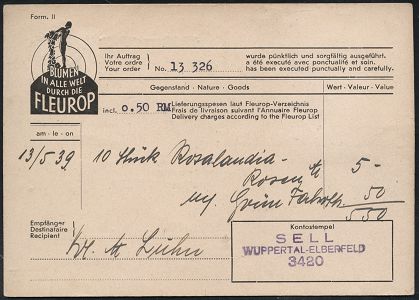 Form. II
BLUMEN
IN ALLE WELT
DURCH DIE
FLEUROP
Ihr Auftrag
Votre ordre
Your order
No. 13 326
wurde pünktlich und sorgfältig ausgeführt.
a été executé avec ponctualité et soin.
has been executed punctually and carefully.
Gegenstand - Nature - Goods
Wert - Valeur - Value
incl. 0.50 RM
Lieferungsspesen laut Fleurop-Verzeichnis
Frais de livraison suivant l'Annuaire Fleurop
Delivery charges according to the Fleurop List
am - le - on
13/5 39
10 Stück Rosalandia-
Rosen 5-
Grün 50
5 50
Empfänger
Destinataire
Recipient
Kontostempel
SELL
WUPPERTAL-ELBERFELD
3420